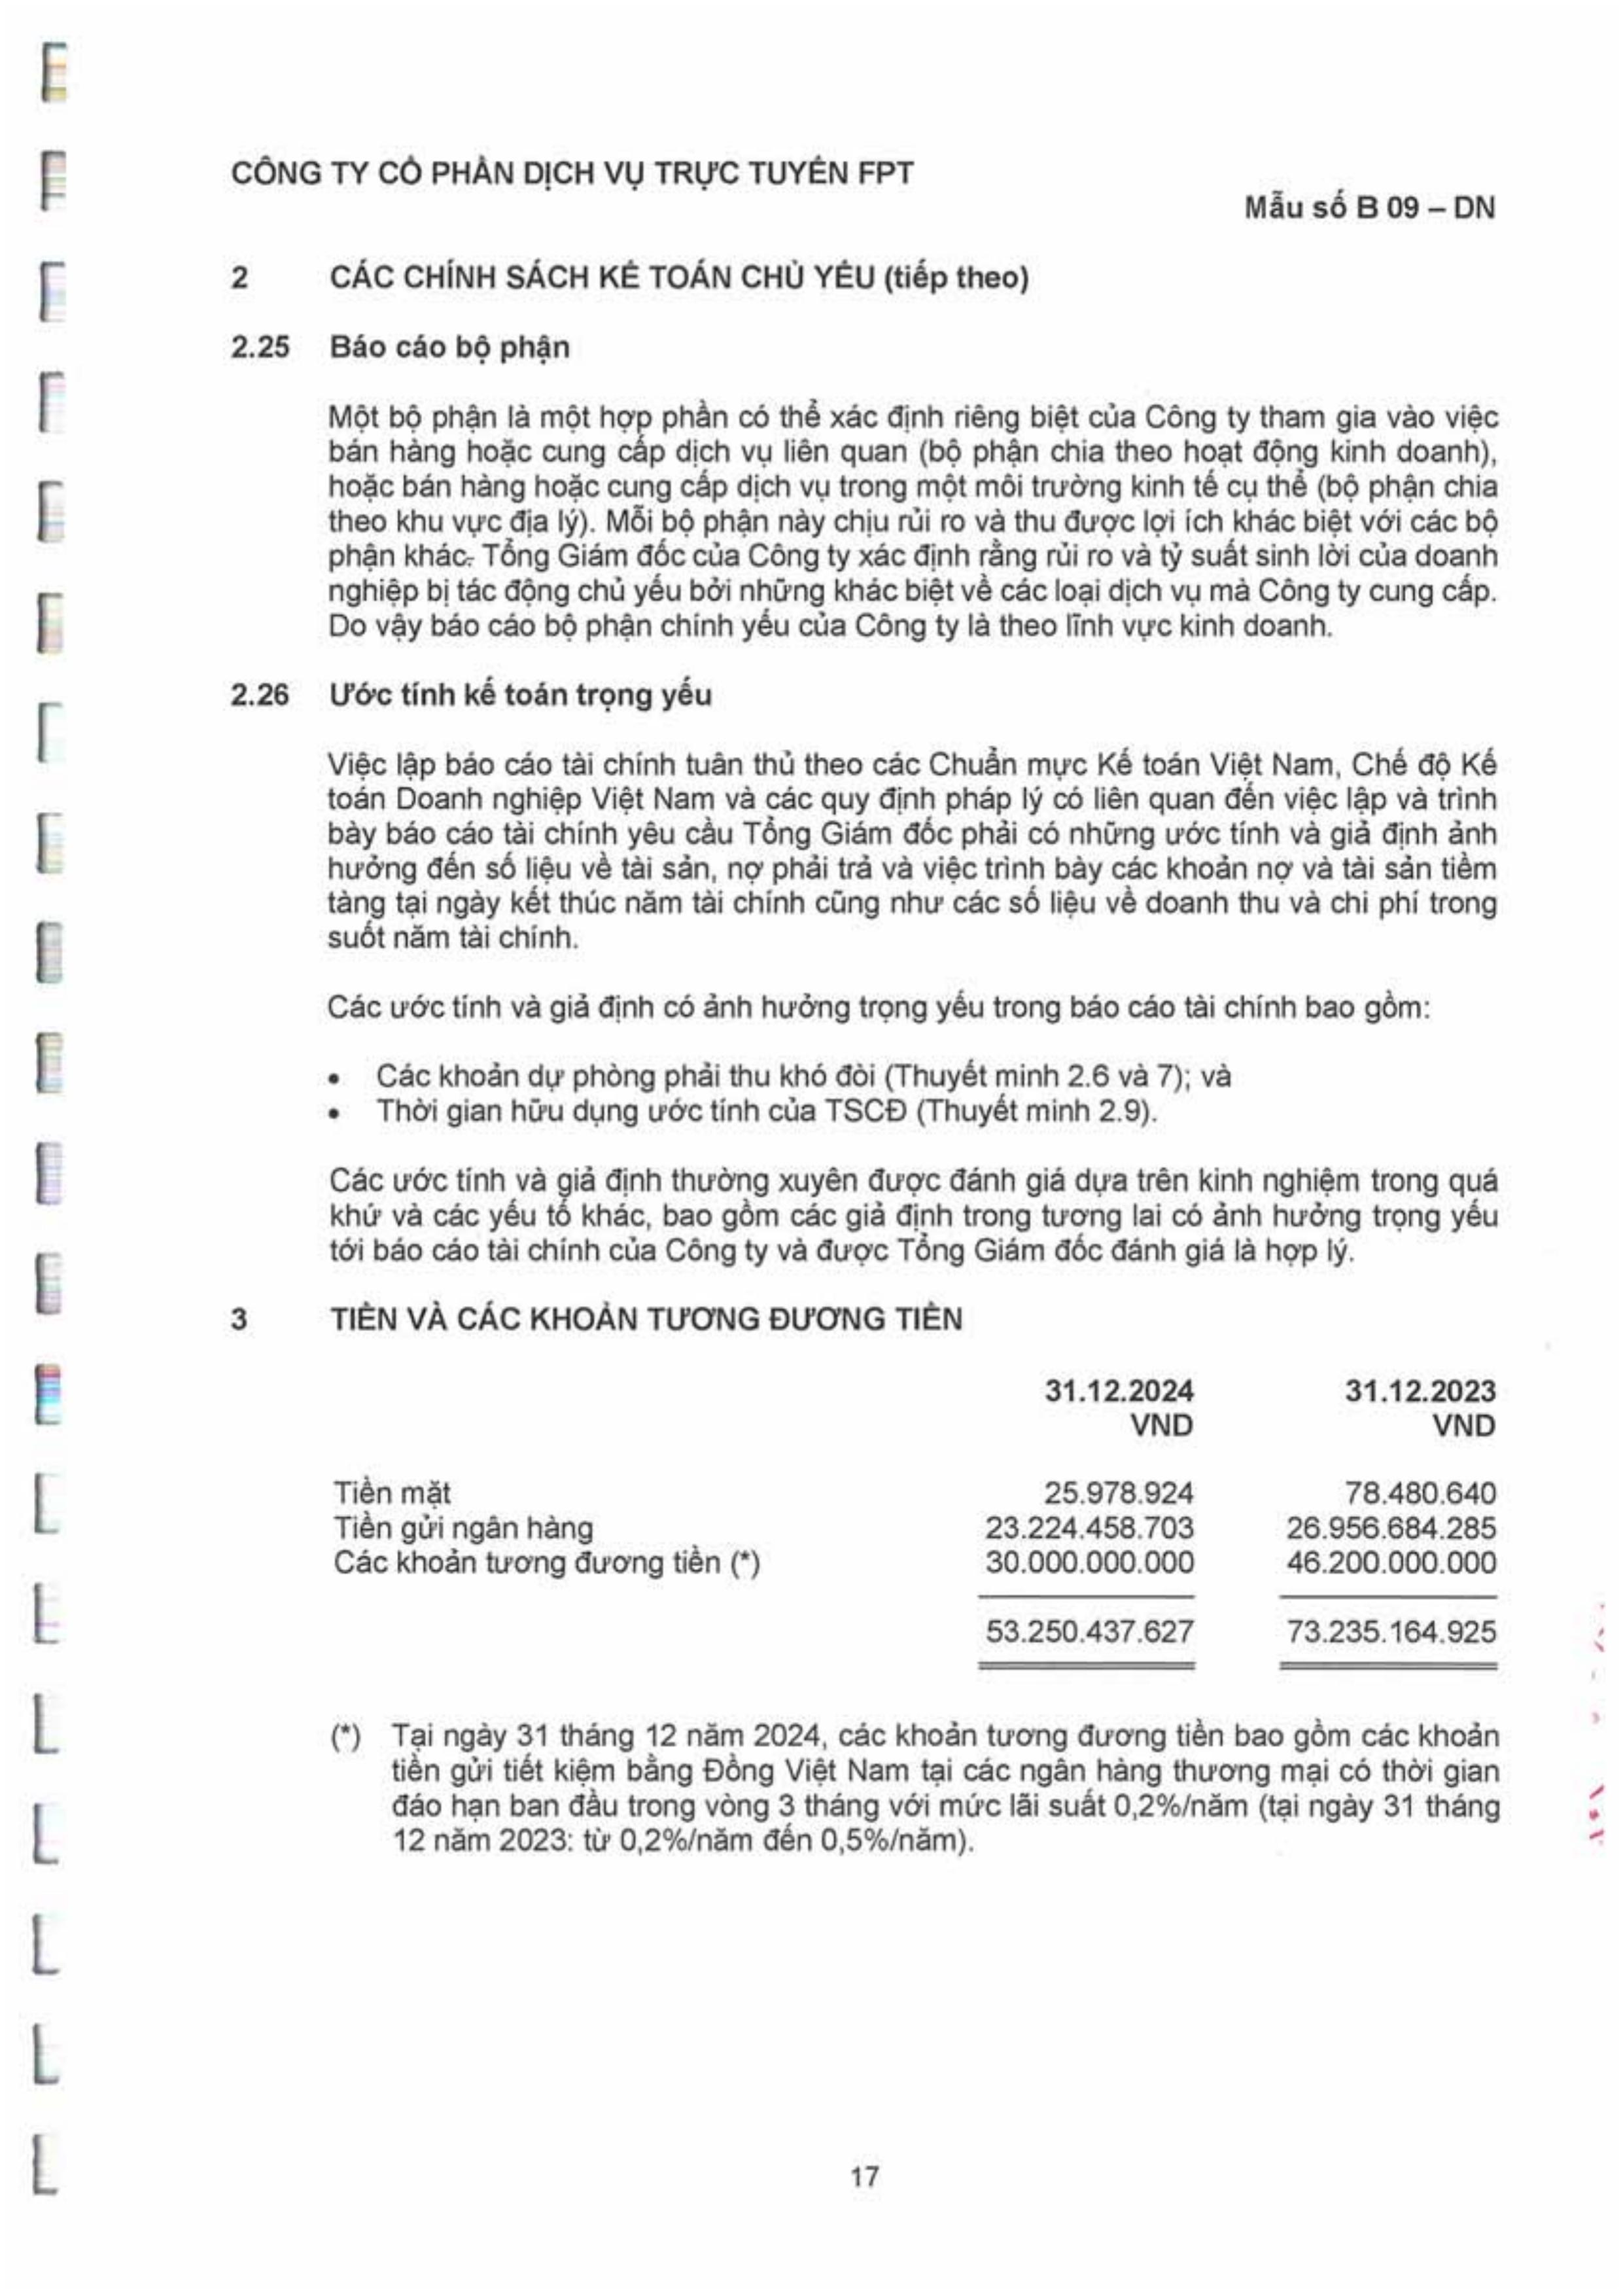 CÔNG TY CỔ PHẦN DỊCH VỤ TRỰC TUYẾN FPT
Mẫu số B 09 – DN
2 CÁC CHÍNH SÁCH KẾ TOÁN CHỦ YẾU (tiếp theo)
2.25 Báo cáo bộ phận
Một bộ phận là một hợp phần có thể xác định riêng biệt của Công ty tham gia vào việc
bán hàng hoặc cung cấp dịch vụ liên quan (bộ phận chia theo hoạt động kinh doanh),
hoặc bán hàng hoặc cung cấp dịch vụ trong một môi trường kinh tế cụ thể (bộ phận chia
theo khu vực địa lý). Mỗi bộ phận này chịu rủi ro và thu được lợi ích khác biệt với các bộ
phận khác. Tổng Giám đốc của Công ty xác định rằng rủi ro và tỷ suất sinh lời của doanh
nghiệp bị tác động chủ yếu bởi những khác biệt về các loại dịch vụ mà Công ty cung cấp.
Do vậy báo cáo bộ phận chính yếu của Công ty là theo lĩnh vực kinh doanh.
2.26 Ước tính kế toán trọng yếu
Việc lập báo cáo tài chính tuân thủ theo các Chuẩn mực Kế toán Việt Nam, Chế độ Kế
toán Doanh nghiệp Việt Nam và các quy định pháp lý có liên quan đến việc lập và trình
bày báo cáo tài chính yêu cầu Tổng Giám đốc phải có những ước tính và giả định ảnh
hưởng đến số liệu về tài sản, nợ phải trả và việc trình bày các khoản nợ và tài sản tiềm
tàng tại ngày kết thúc năm tài chính cũng như các số liệu về doanh thu và chi phí trong
suốt năm tài chính.
Các ước tính và giả định có ảnh hưởng trọng yếu trong báo cáo tài chính bao gồm:
• Các khoản dự phòng phải thu khó đòi (Thuyết minh 2.6 và 7); và
• Thời gian hữu dụng ước tính của TSCĐ (Thuyết minh 2.9).
Các ước tính và giả định thường xuyên được đánh giá dựa trên kinh nghiệm trong quá
khứ và các yếu tố khác, bao gồm các giả định trong tương lai có ảnh hưởng trọng yếu
tới báo cáo tài chính của Công ty và được Tổng Giám đốc đánh giá là hợp lý.
3 TIỀN VÀ CÁC KHOẢN TƯƠNG ĐƯƠNG TIỀN
31.12.2024 31.12.2023
VND VND
Tiền mặt 25.978.924 78.480.640
Tiền gửi ngân hàng 23.224.458.703 26.956.684.285
Các khoản tương đương tiền (*) 30.000.000.000 46.200.000.000
53.250.437.627 73.235.164.925
(*) Tại ngày 31 tháng 12 năm 2024, các khoản tương đương tiền bao gồm các khoản
tiền gửi tiết kiệm bằng Đồng Việt Nam tại các ngân hàng thương mại có thời gian
đáo hạn ban đầu trong vòng 3 tháng với mức lãi suất 0,2%/năm (tại ngày 31 tháng
12 năm 2023: từ 0,2%/năm đến 0,5%/năm).
17